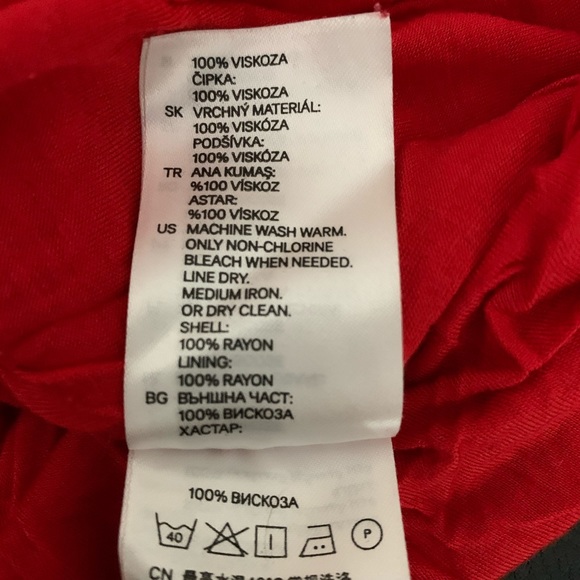 100% VISKOZA
ČIPKA:
100% VISKOZA
SK VRCHNÝ MATERIÁL:
100% VISKÓZA
PODŠÍVKA:
100% VISKÓZA
TR ANA KUMAŞ:
%100 VİSKOZ
ASTAR:
%100 VİSKOZ
US MACHINE WASH WARM.
ONLY NON-CHLORINE
BLEACH WHEN NEEDED.
LINE DRY.
MEDIUM IRON.
OR DRY CLEAN.
SHELL:
100% RAYON
LINING:
100% RAYON
BG ВЪНШНА ЧАСТ:
100% ВИСКОЗА
ХАСТАР:
100% ВИСКОЗА
40
P
CN